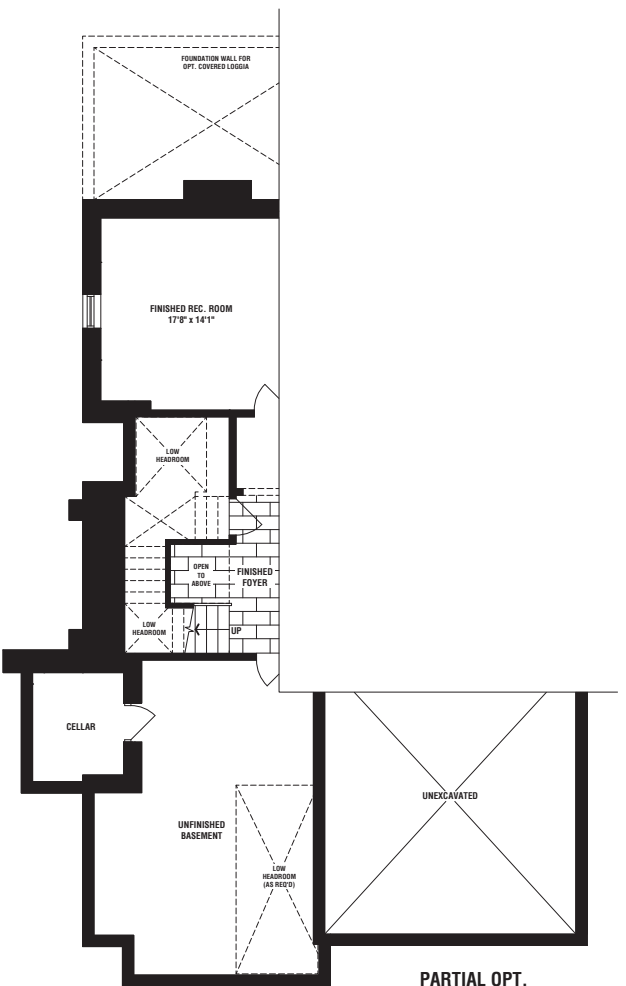 FOUNDATION WALL FOR
OPT. COVERED LOGGIA
FINISHED REC. ROOM
17'8" x 14'1"
LOW
HEADROOM
OPEN
TO
ABOVE
FINISHED
FOYER
LOW
HEADROOM
UP
CELLAR
UNEXCAVATED
UNFINISHED
BASEMENT
LOW
HEADROOM
(AS REQ'D)
PARTIAL OPT.